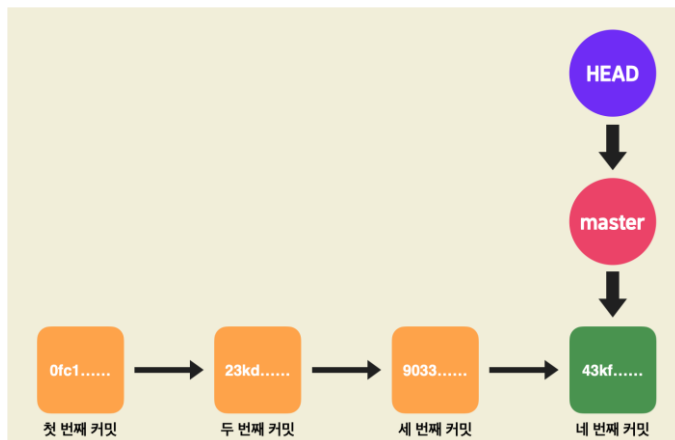 HEAD
master
0fc1......
23kd......
9033......
43kf......
첫 번째 커밋
두 번째 커밋
세 번째 커밋
네 번째 커밋